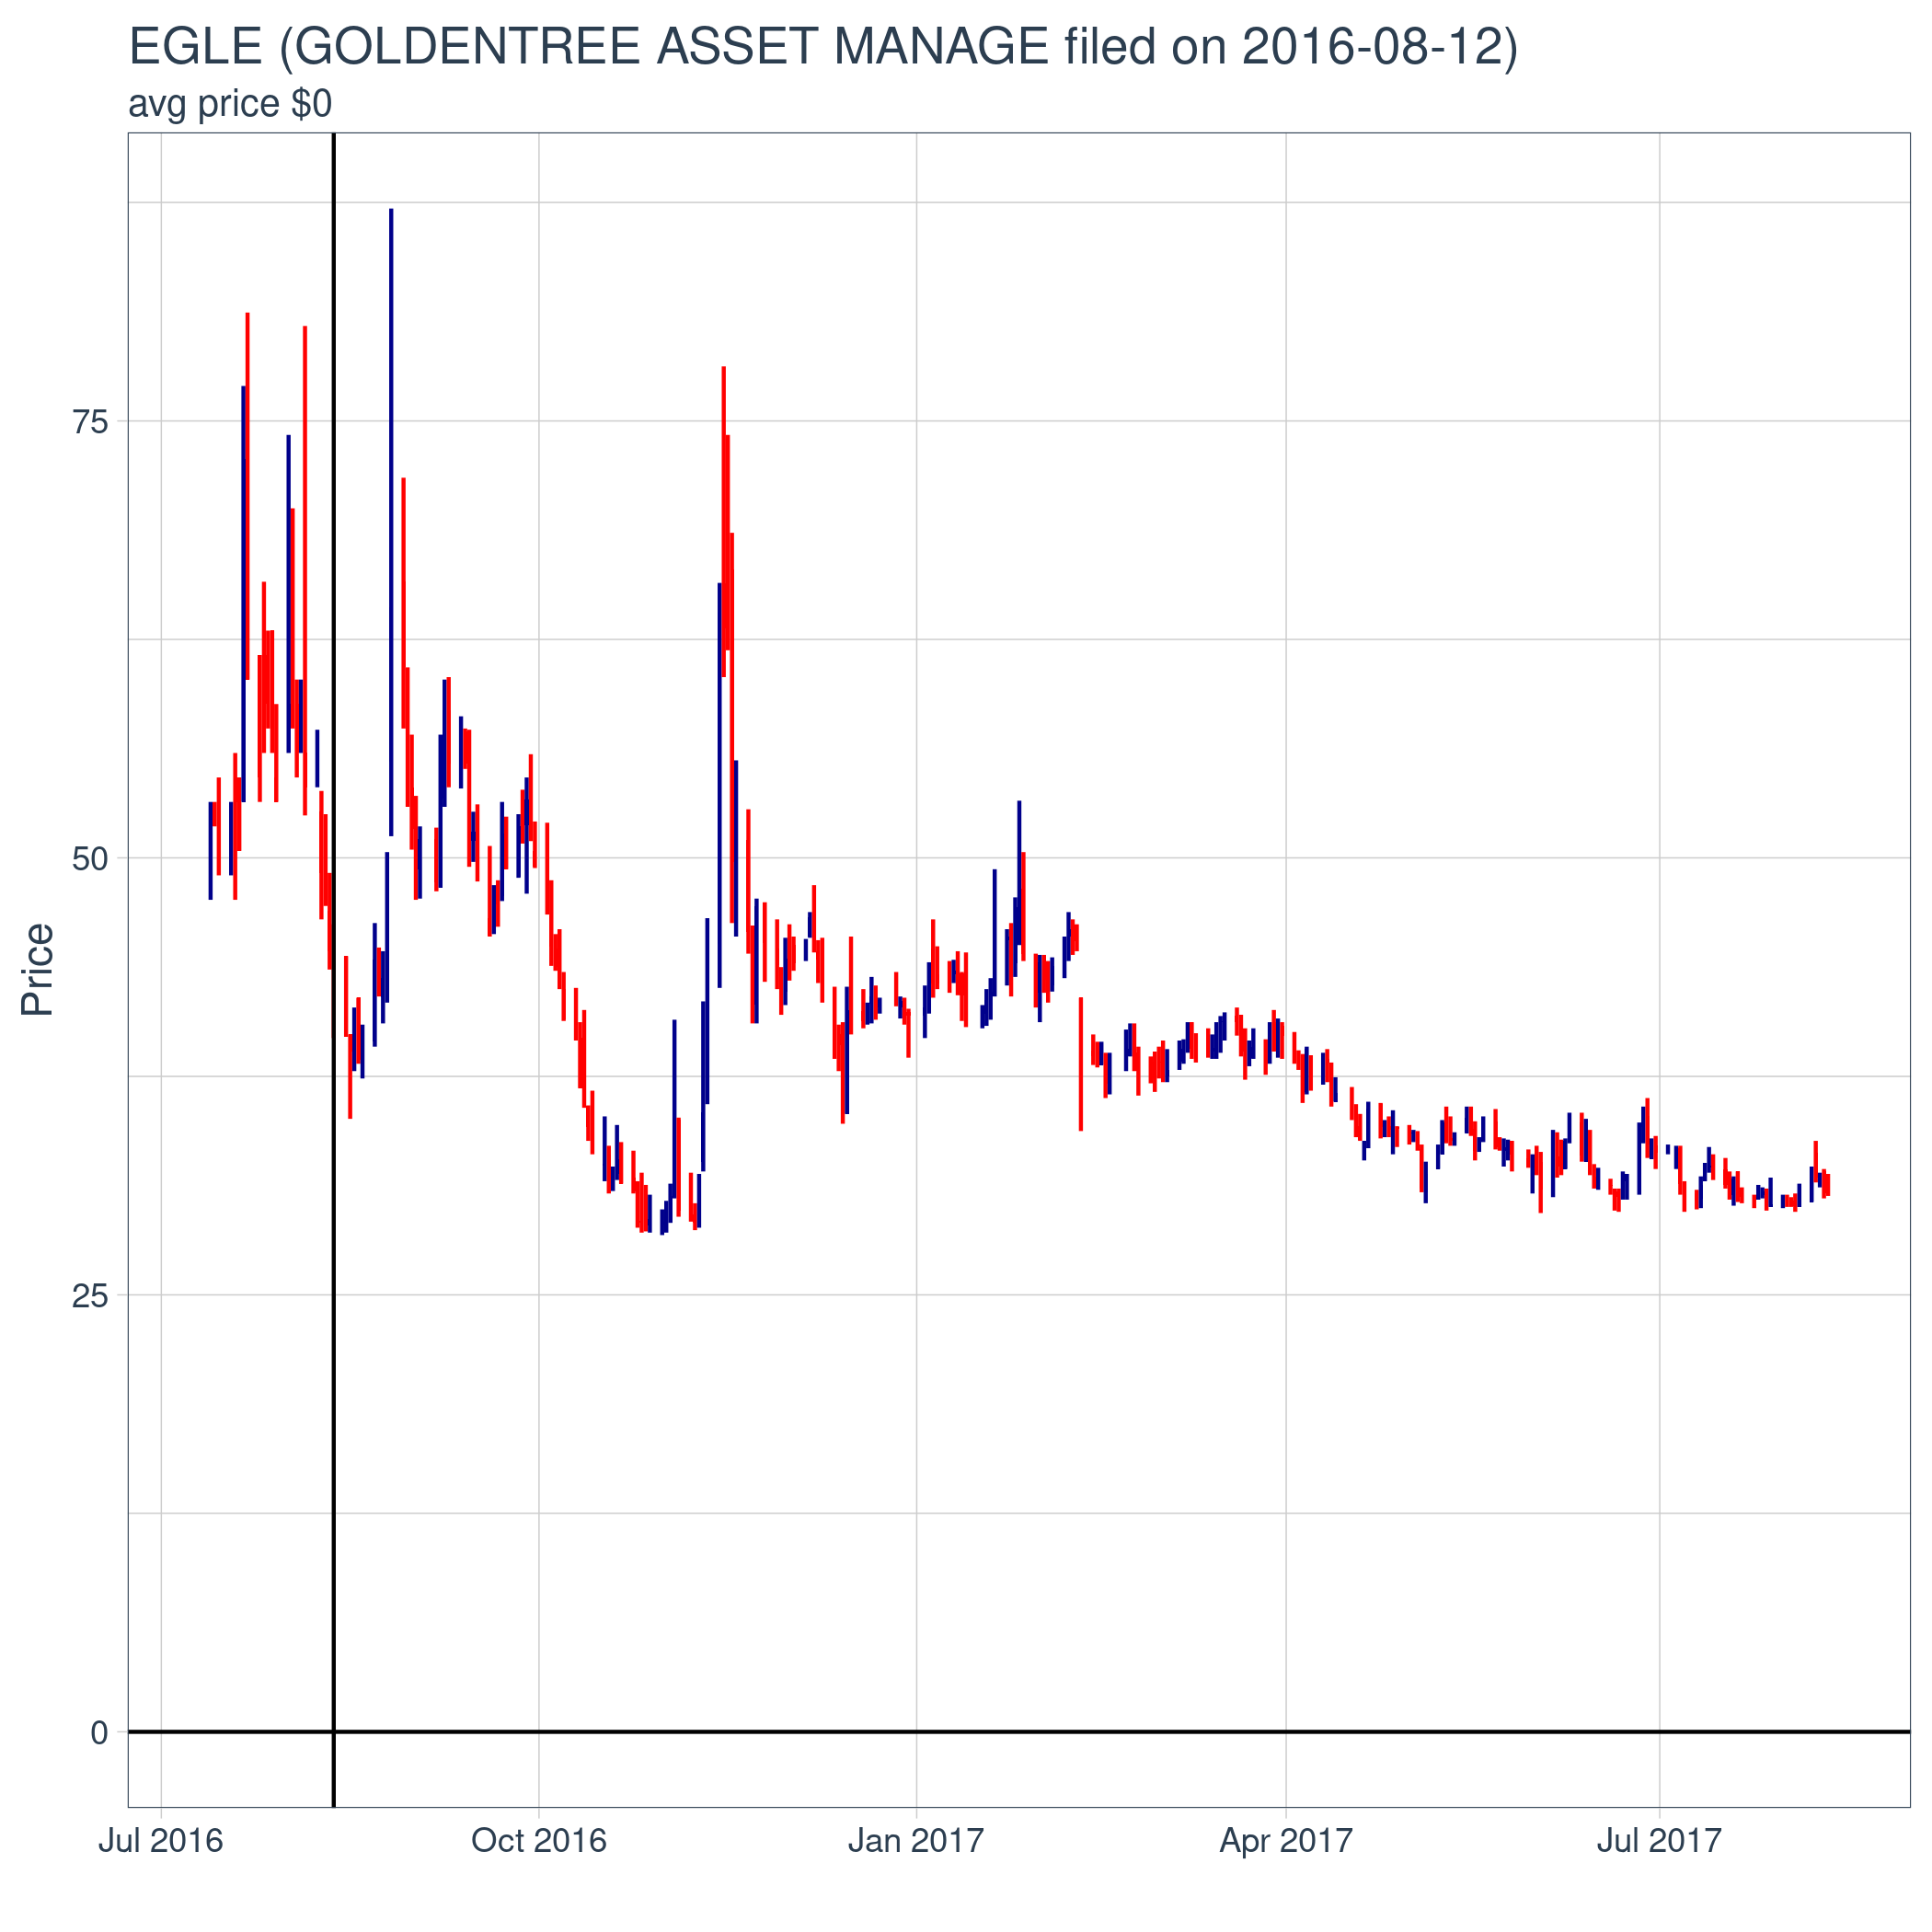 EGLE (GOLDENTREE ASSET MANAGE filed on 2016-08-12)
avg price $0
Price
75
50
25
0
Jul 2016
Oct 2016
Jan 2017
Apr 2017
Jul 2017